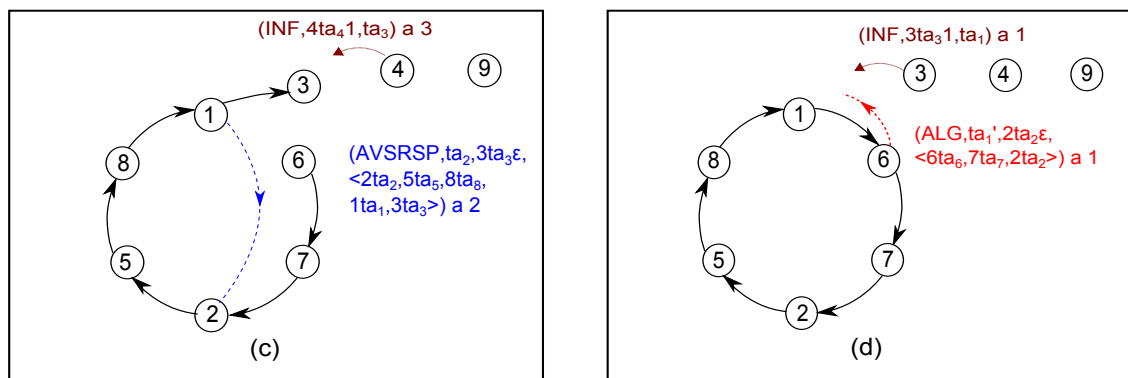 (INF,4ta₄1,ta₃) a 3
4
9
3
1
8
6
(AVSRSP,ta₂,3ta₃ε,
<2ta₂,5ta₅,8ta₈,
1ta₁,3ta₃>) a 2
5
7
2
(c)
(INF,3ta₃1,ta₁) a 1
3
4
9
1
(ALG,ta₁',2ta₂ε,
<6ta₆,7ta₇,2ta₂>) a 1
8
6
5
7
2
(d)